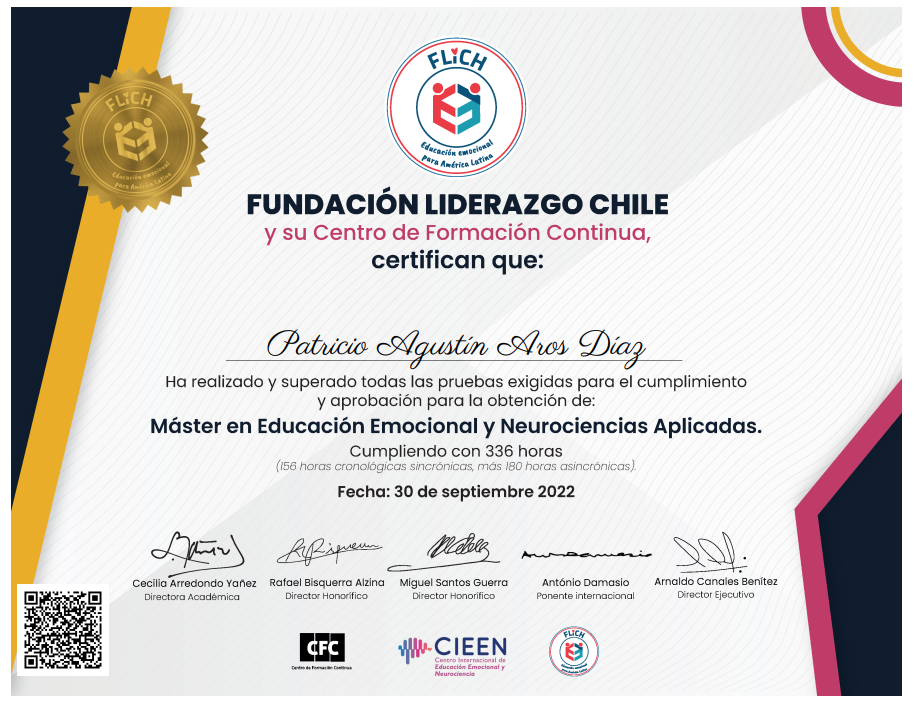 FLiCH
Educación emocional
para América Latina
FLiCH
Educación emocional
para América Latina
FUNDACIÓN LIDERAZGO CHILE
y su Centro de Formación Continua,
certifican que:
Patricio Agustín Aros Díaz
Ha realizado y superado todas las pruebas exigidas para el cumplimiento
y aprobación para la obtención de:
Máster en Educación Emocional y Neurociencias Aplicadas.
Cumpliendo con 336 horas
(156 horas cronológicas sincrónicas, más 180 horas asincrónicas).
Fecha: 30 de septiembre 2022
Cecilia Arredondo Yañez Rafael Bisquerra Alzina Miguel Santos Guerra António Damasio Arnaldo Canales Benítez
Directora Académica Director Honorífico Director Honorífico Ponente internacional Director Ejecutivo
CFC
Centro de Formación Continua
CIEEN
Centro Internacional de
Educación Emocional y
Neurociencia
FLiCH
Educación emocional
para América Latina